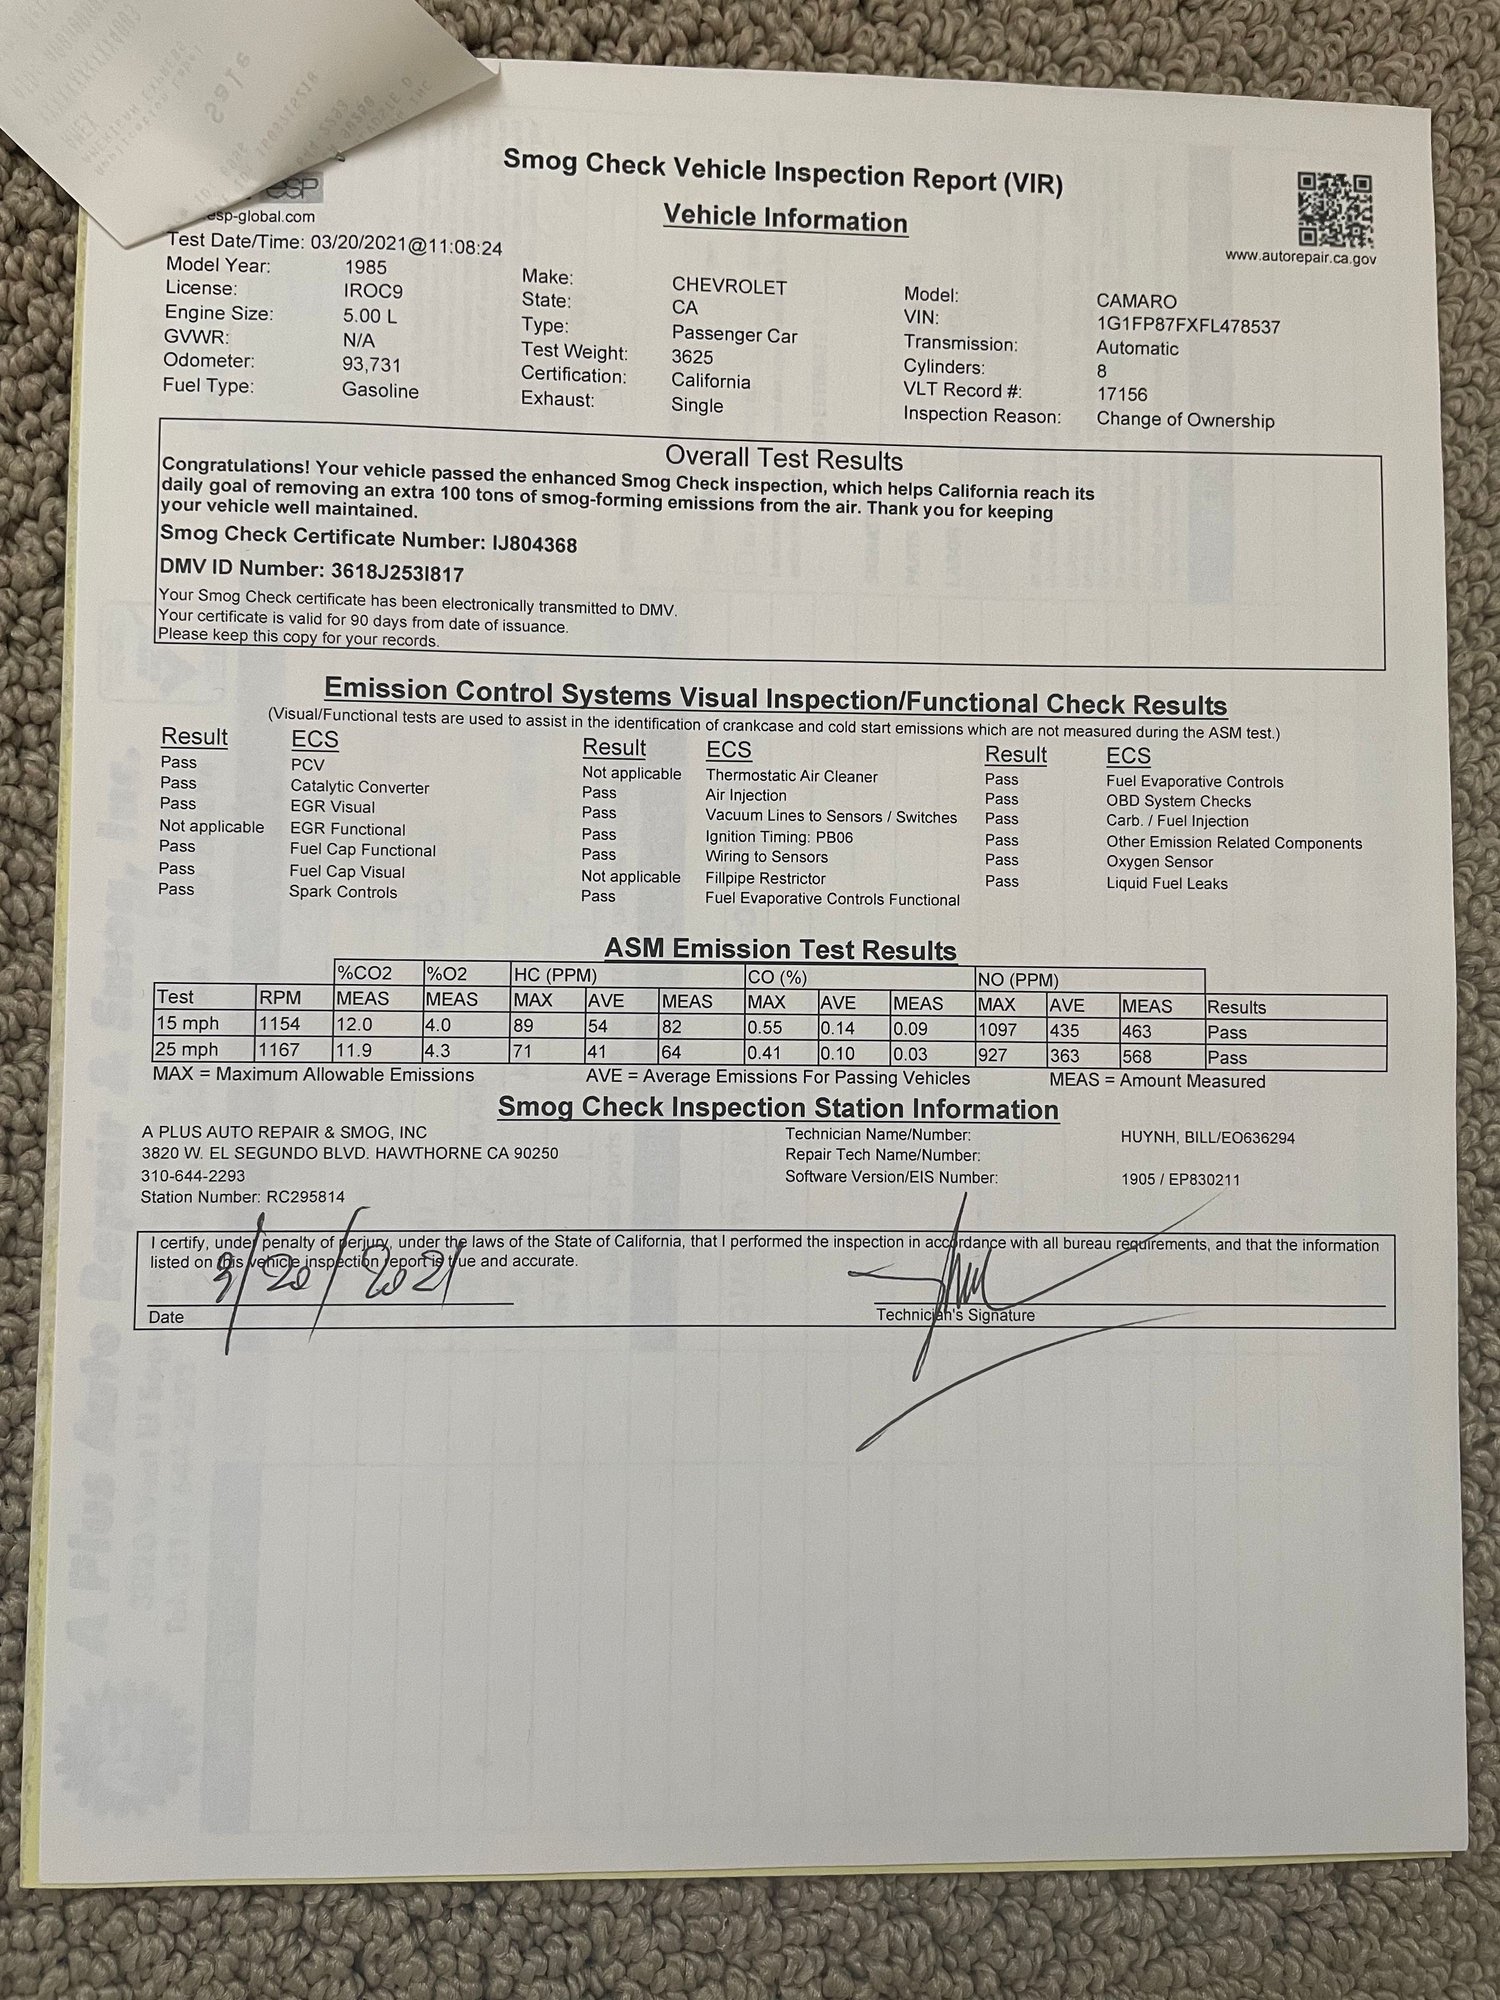 Sale
Smog Check Vehicle Inspection Report (VIR)
esp
esp-global.com
Vehicle Information
www.autorepair.ca.gov
Test Date/Time: 03/20/2021@11:08:24
Model Year: 1985 Make: CHEVROLET Model: CAMARO
License: IROC9 State: CA VIN: 1G1FP87FXFL478537
Engine Size: 5.00 L Type: Passenger Car Transmission: Automatic
GVWR: N/A Test Weight: 3625 Cylinders: 8
Odometer: 93,731 Certification: California VLT Record #: 17156
Fuel Type: Gasoline Exhaust: Single Inspection Reason: Change of Ownership
Overall Test Results
Congratulations! Your vehicle passed the enhanced Smog Check inspection, which helps California reach its
daily goal of removing an extra 100 tons of smog-forming emissions from the air. Thank you for keeping
your vehicle well maintained.
Smog Check Certificate Number: IJ804368
DMV ID Number: 3618J253I817
Your Smog Check certificate has been electronically transmitted to DMV.
Your certificate is valid for 90 days from date of issuance.
Please keep this copy for your records.
Emission Control Systems Visual Inspection/Functional Check Results
(Visual/Functional tests are used to assist in the identification of crankcase and cold start emissions which are not measured during the ASM test.)
Result ECS Result ECS Result ECS
Pass PCV Not applicable Thermostatic Air Cleaner Pass Fuel Evaporative Controls
Pass Catalytic Converter Pass Air Injection Pass OBD System Checks
Pass EGR Visual Pass Vacuum Lines to Sensors / Switches Pass Carb. / Fuel Injection
Not applicable EGR Functional Pass Ignition Timing: PB06 Pass Other Emission Related Components
Pass Fuel Cap Functional Pass Wiring to Sensors Pass Oxygen Sensor
Pass Fuel Cap Visual Not applicable Fillpipe Restrictor Pass Liquid Fuel Leaks
Pass Spark Controls Pass Fuel Evaporative Controls Functional
ASM Emission Test Results
%CO2 %O2 HC (PPM) CO (%) NO (PPM)
Test RPM MEAS MEAS MAX AVE MEAS MAX AVE MEAS MAX AVE MEAS Results
15 mph 1154 12.0 4.0 89 54 82 0.55 0.14 0.09 1097 435 463 Pass
25 mph 1167 11.9 4.3 71 41 64 0.41 0.10 0.03 927 363 568 Pass
MAX = Maximum Allowable Emissions AVE = Average Emissions For Passing Vehicles MEAS = Amount Measured
Smog Check Inspection Station Information
A PLUS AUTO REPAIR & SMOG, INC Technician Name/Number: HUYNH, BILL/EO636294
3820 W. EL SEGUNDO BLVD. HAWTHORNE CA 90250 Repair Tech Name/Number:
310-644-2293 Software Version/EIS Number: 1905 / EP830211
Station Number: RC295814
I certify, under penalty of perjury, under the laws of the State of California, that I performed the inspection in accordance with all bureau requirements, and that the information
listed on this vehicle inspection report is true and accurate.
3/20/2021
Date Technician's Signature